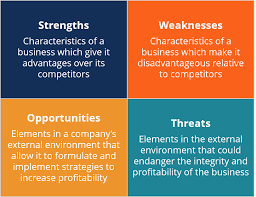 Strengths
Characteristics of a
business which give it
advantages over its
competitors
Weaknesses
Characteristics of a
business which make it
disadvantageous relative
to competitors
Opportunities
Elements in a company's
external environment that
allow it to formulate and
implement strategies to
increase profitability
Threats
Elements in the external
environment that could
endanger the integrity and
profitability of the business